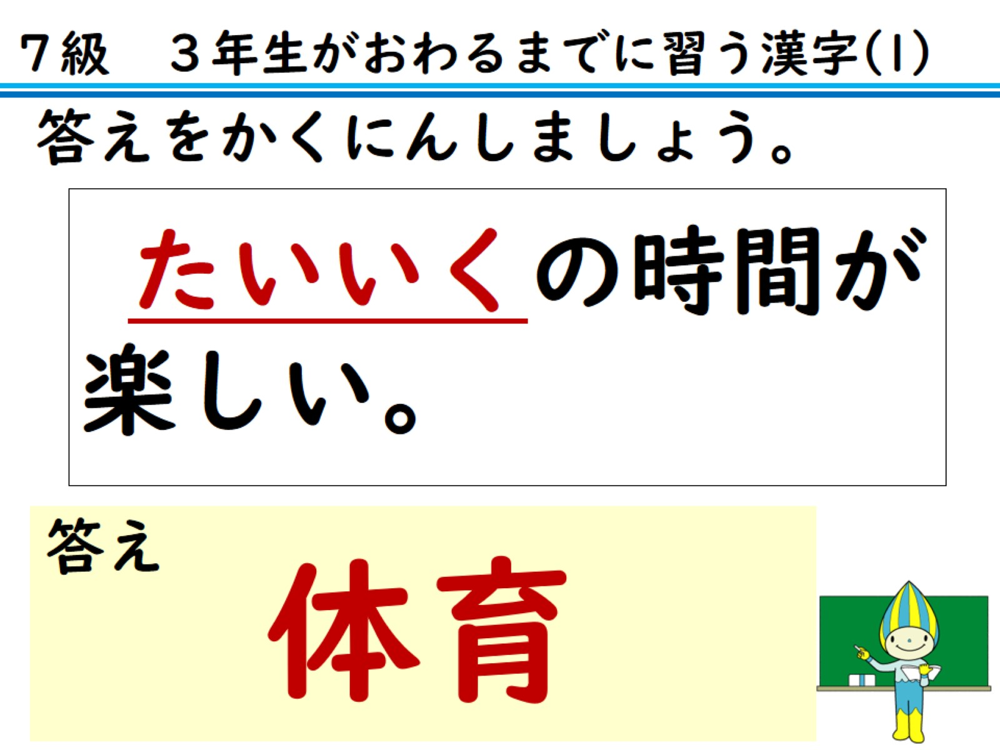 ７級　３年生がおわるまでに習う漢字(1)
答えをかくにんしましょう。
たいいくの時間が
楽しい。
答え
体育